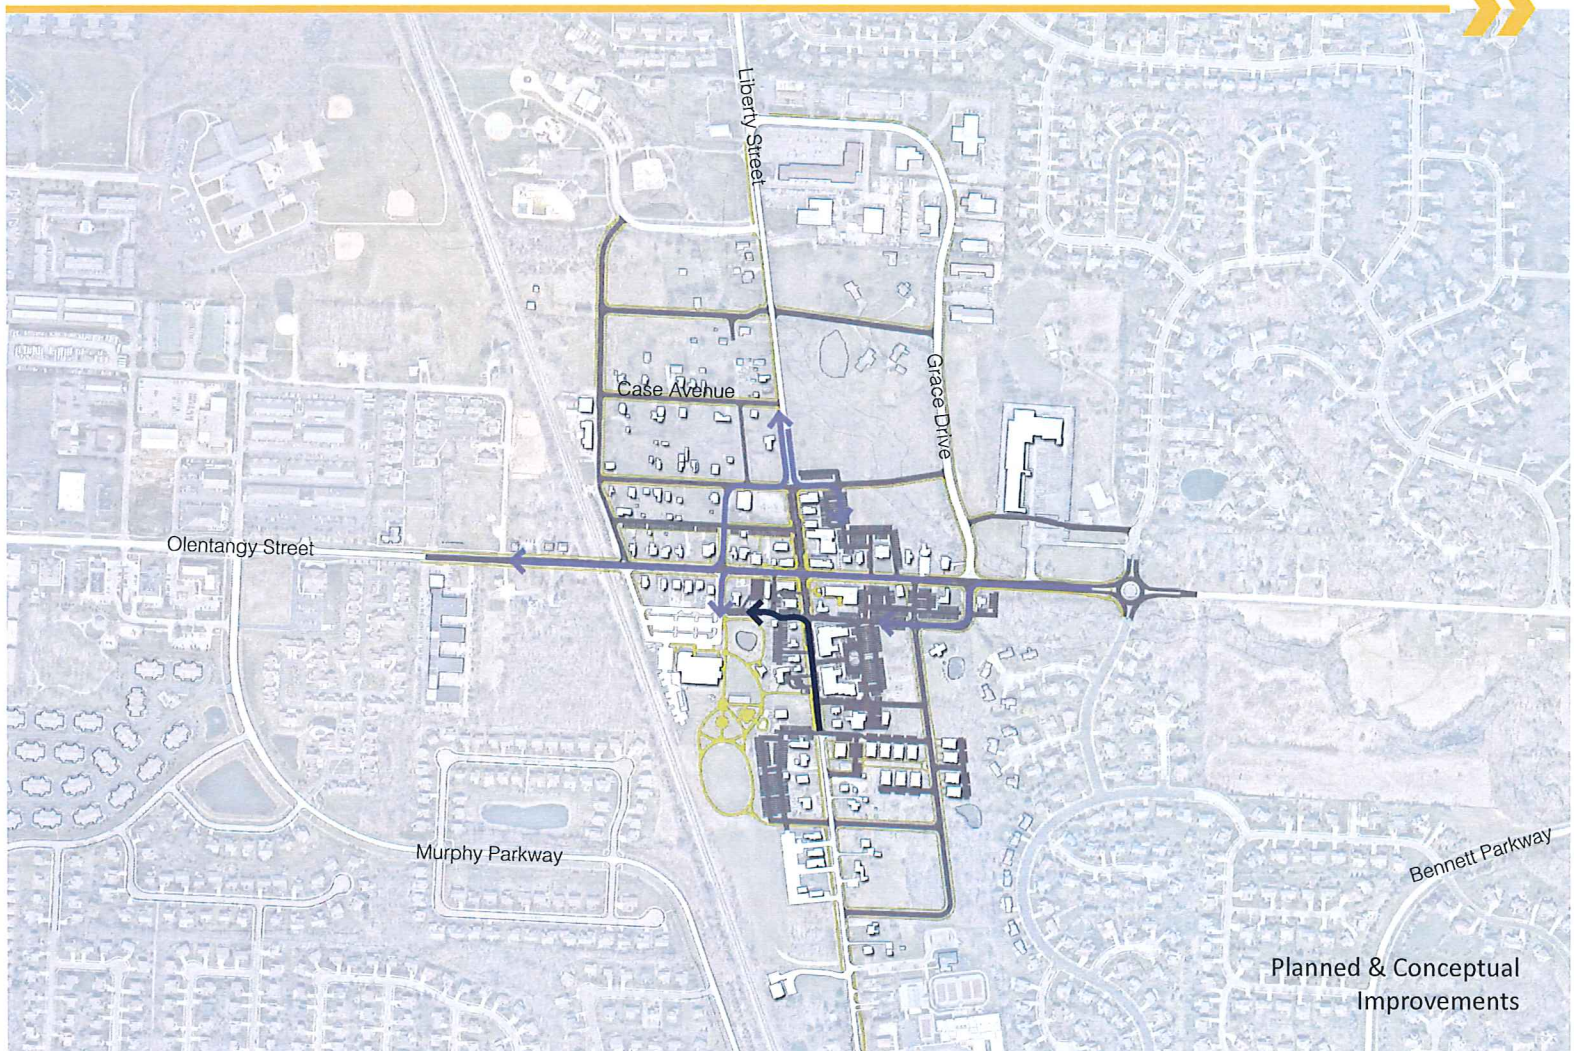 Liberty Street
Case Avenue
Grace Drive
Olentangy Street
Murphy Parkway
Bennett Parkway
Planned & Conceptual
Improvements